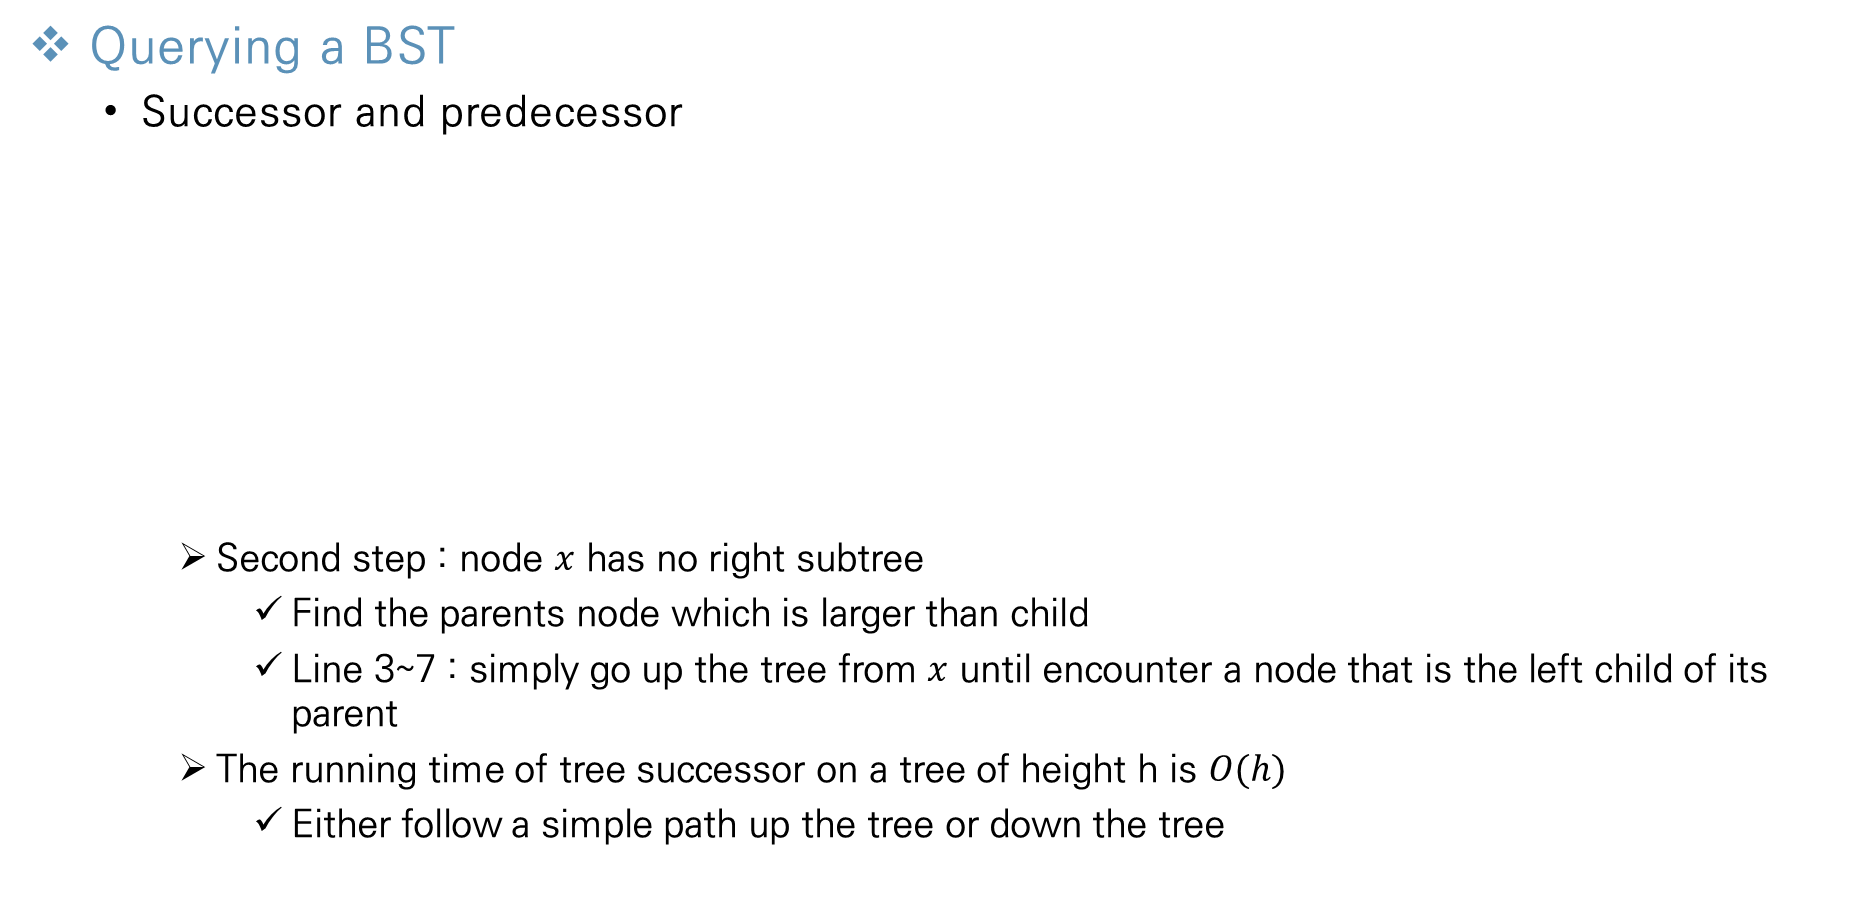 ❖ Querying a BST
• Successor and predecessor
➢ Second step : node 𝑥 has no right subtree
✓ Find the parents node which is larger than child
✓ Line 3~7 : simply go up the tree from 𝑥 until encounter a node that is the left child of its
parent
➢ The running time of tree successor on a tree of height h is 𝑂(ℎ)
✓ Either follow a simple path up the tree or down the tree